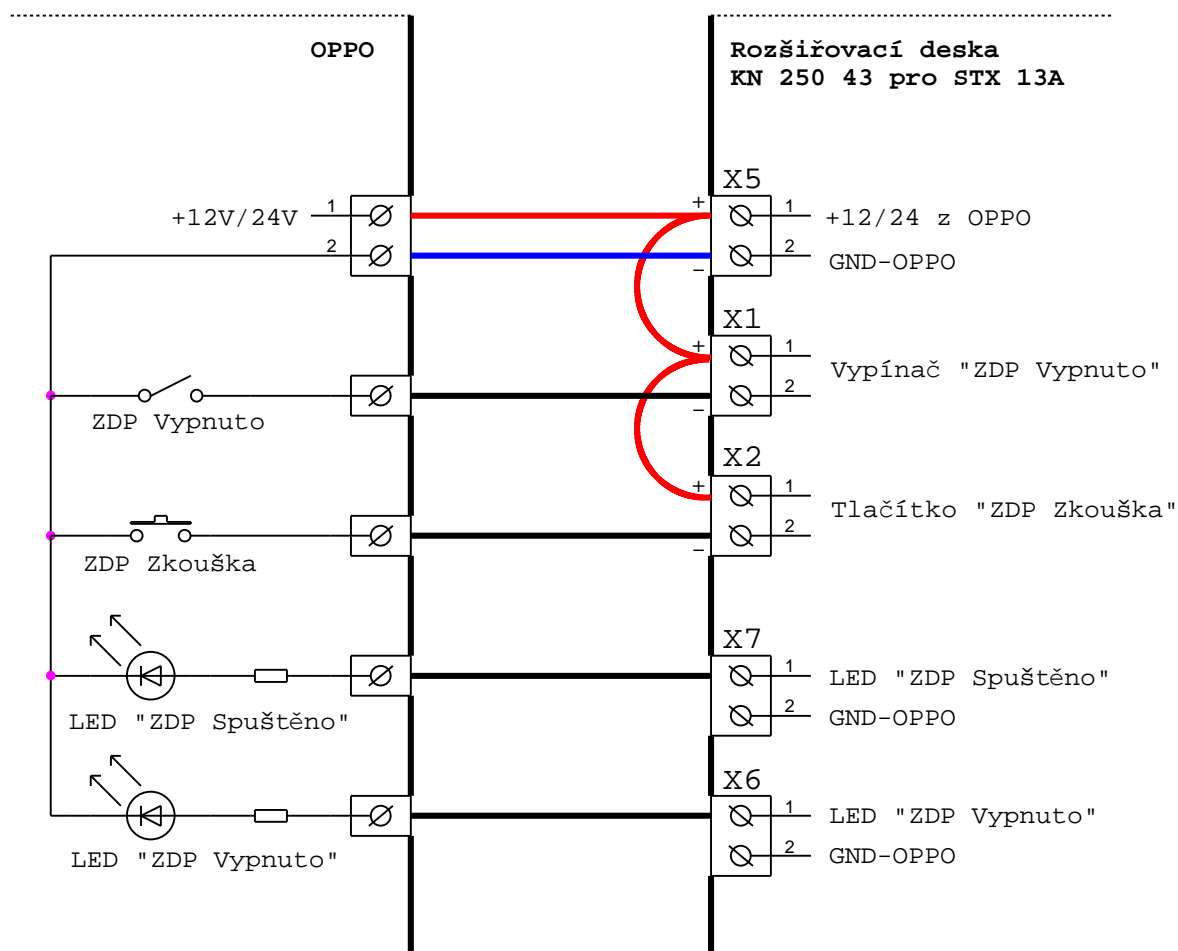 OPPO
Rozšiřovací deska
KN 250 43 pro STX 13A
X5
+12V/24V 1
+ 1 +12/24 z OPPO
2
− 2 GND-OPPO
X1
+ 1
Vypínač "ZDP Vypnuto"
− 2
ZDP Vypnuto
X2
+ 1
Tlačítko "ZDP Zkouška"
− 2
ZDP Zkouška
X7
1 LED "ZDP Spuštěno"
LED "ZDP Spuštěno"
2 GND-OPPO
X6
1 LED "ZDP Vypnuto"
LED "ZDP Vypnuto"
2 GND-OPPO